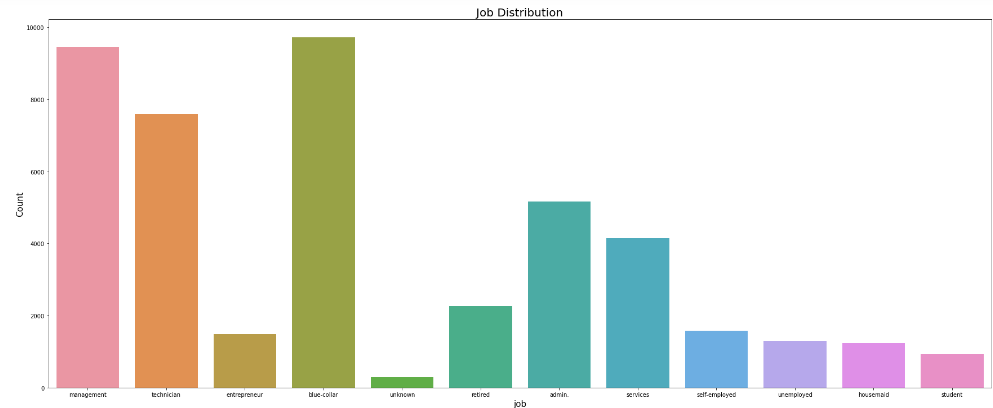 Job Distribution
Count
10000
8000
6000
4000
2000
0
management technician entrepreneur blue-collar unknown retired admin. services self-employed unemployed housemaid student
job